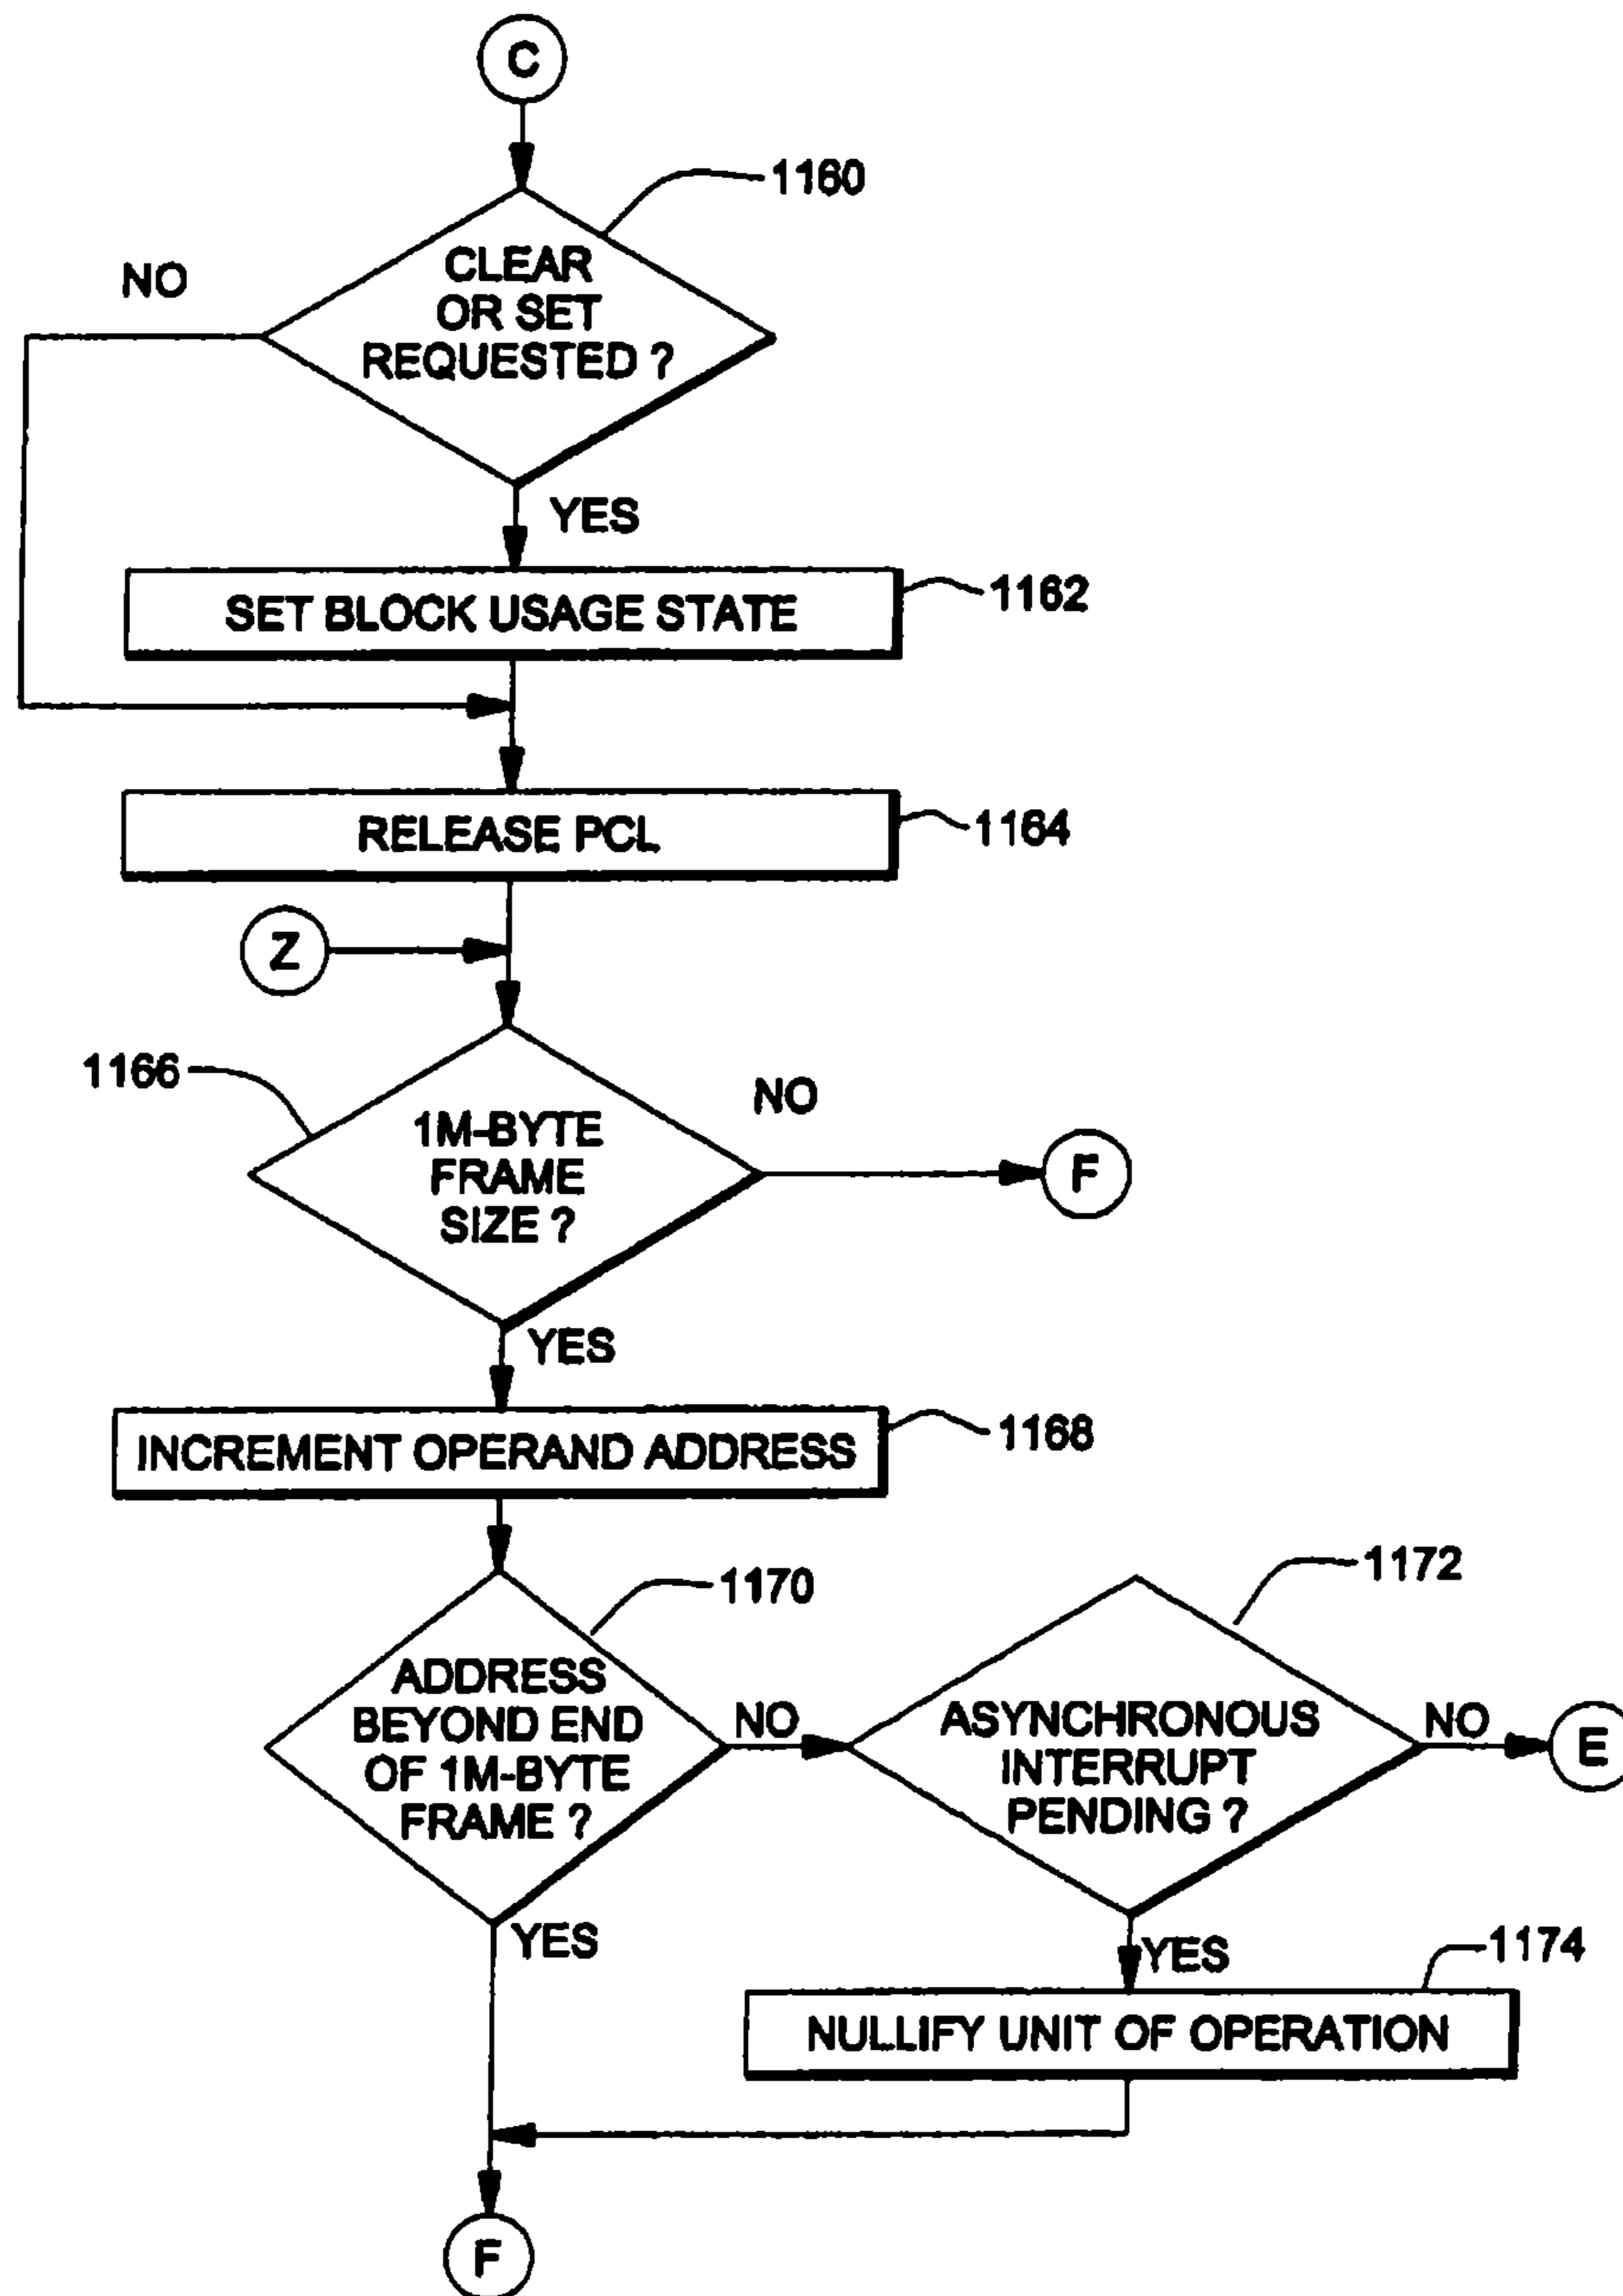 C
1160
NO
CLEAR
OR SET
REQUESTED ?
YES
SET BLOCK USAGE STATE
1162
RELEASE PCL
1164
Z
1166
1M-BYTE
FRAME
SIZE ?
NO
F
YES
INCREMENT OPERAND ADDRESS
1168
1170
1172
ADDRESS
BEYOND END
OF 1M-BYTE
FRAME ?
NO
ASYNCHRONOUS
INTERRUPT
PENDING ?
NO
E
YES
YES
1174
NULLIFY UNIT OF OPERATION
F